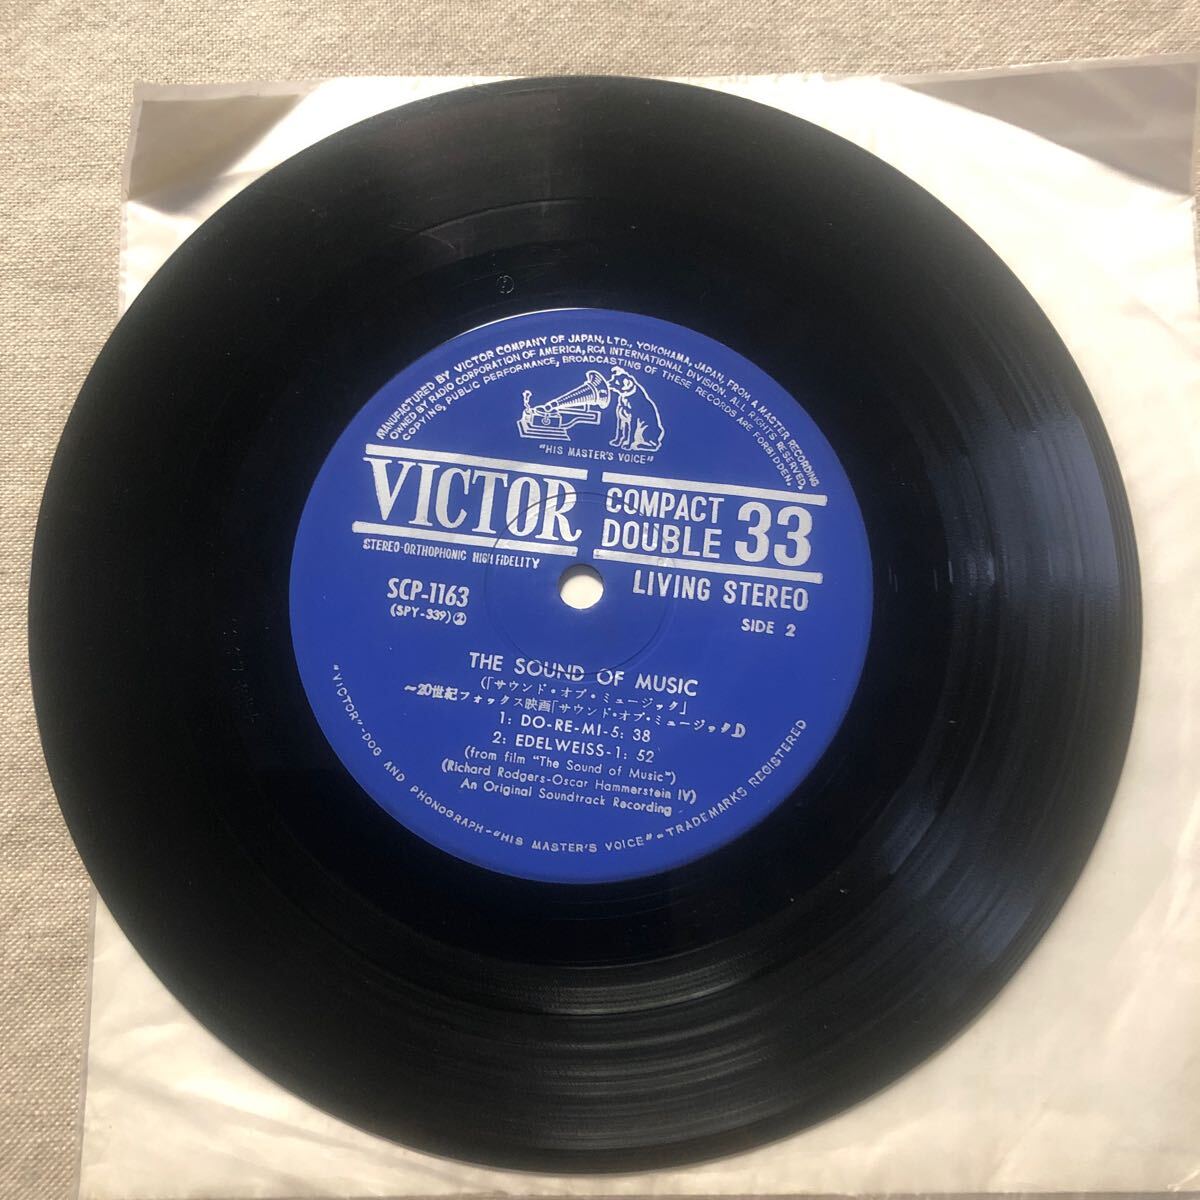 MANUFACTURED BY VICTOR COMPANY OF JAPAN, LTD., YOKOHAMA, JAPAN, FROM A MASTER RECORDING
OWNED BY RADIO CORPORATION OF AMERICA, RCA INTERNATIONAL DIVISION. ALL RIGHTS RESERVED.
COPYING, PUBLIC PERFORMANCE, BROADCASTING OF THESE RECORDS ARE FORBIDDEN.
"HIS MASTER'S VOICE"
VICTOR
COMPACT
DOUBLE 33
STEREO-ORTHOPHONIC HIGH FIDELITY
LIVING STEREO
SCP-1163
(SPY-339)②
SIDE 2
THE SOUND OF MUSIC
(「サウンド・オブ・ミュージック」
~20世紀フォックス映画「サウンド・オブ・ミュージック」)
1: DO-RE-MI-5: 38
2: EDELWEISS-1: 52
(from film "The Sound of Music")
(Richard Rodgers-Oscar Hammerstein IV)
An Original Soundtrack Recording
"VICTOR"-DOG AND PHONOGRAPH-"HIS MASTER'S VOICE"-TRADEMARKS REGISTERED